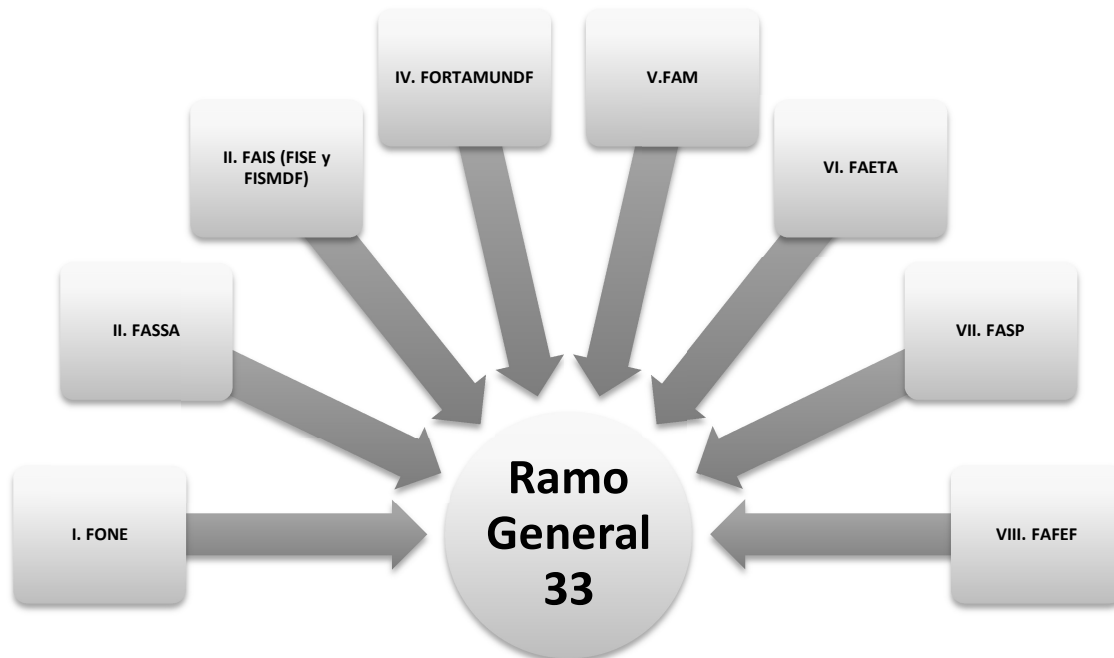 I. FONE
II. FASSA
II. FAIS (FISE y
FISMDF)
IV. FORTAMUNDF
V.FAM
VI. FAETA
VII. FASP
VIII. FAFEF
Ramo
General
33